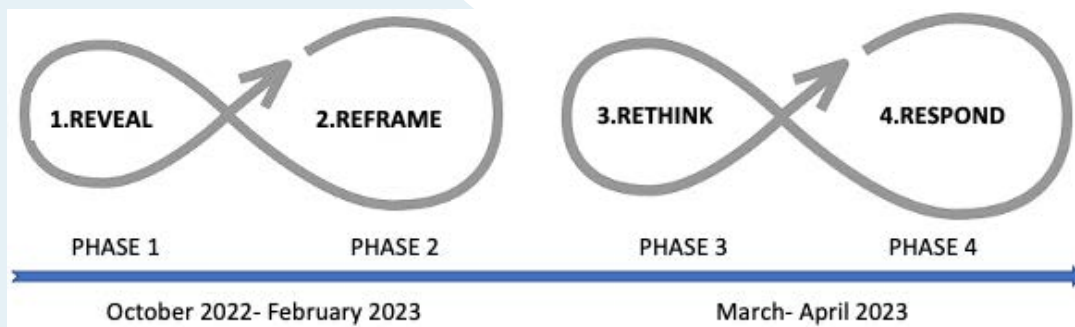 1.REVEAL
2.REFRAME
3.RETHINK
4.RESPOND
PHASE 1
PHASE 2
PHASE 3
PHASE 4
October 2022- February 2023
March- April 2023